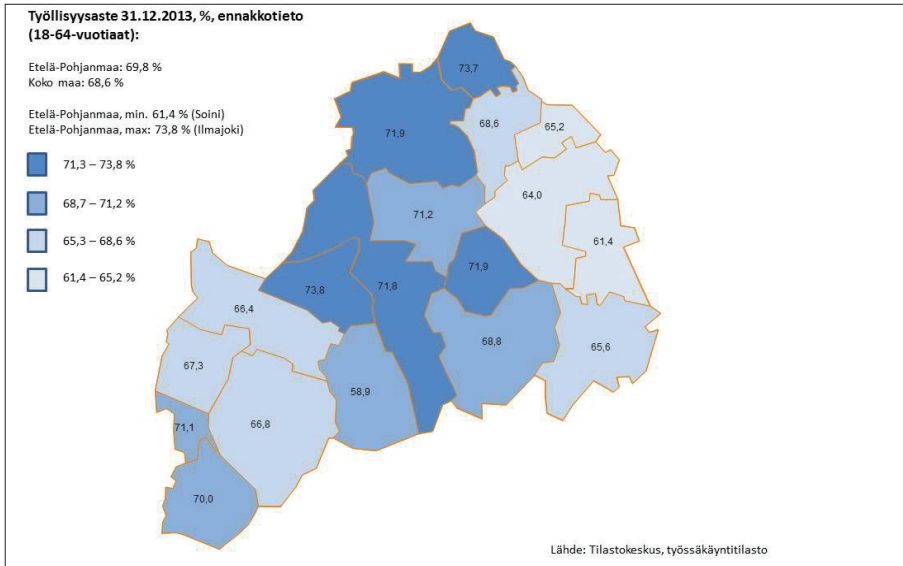 Työllisyysaste 31.12.2013, %, ennakkotieto
(18-64-vuotiaat):
Etelä-Pohjanmaa: 69,8 %
Koko maa: 68,6 %
Etelä-Pohjanmaa, min. 61,4 % (Soini)
Etelä-Pohjanmaa, max: 73,8 % (Ilmajoki)
71,3 – 73,8 %
68,7 – 71,2 %
65,3 – 68,6 %
61,4 – 65,2 %
73,7
71,9
68,6
65,2
64,0
71,2
61,4
71,9
73,8
71,8
66,4
68,8
65,6
67,3
58,9
71,1
66,8
70,0
Lähde: Tilastokeskus, työssäkäyntitilasto